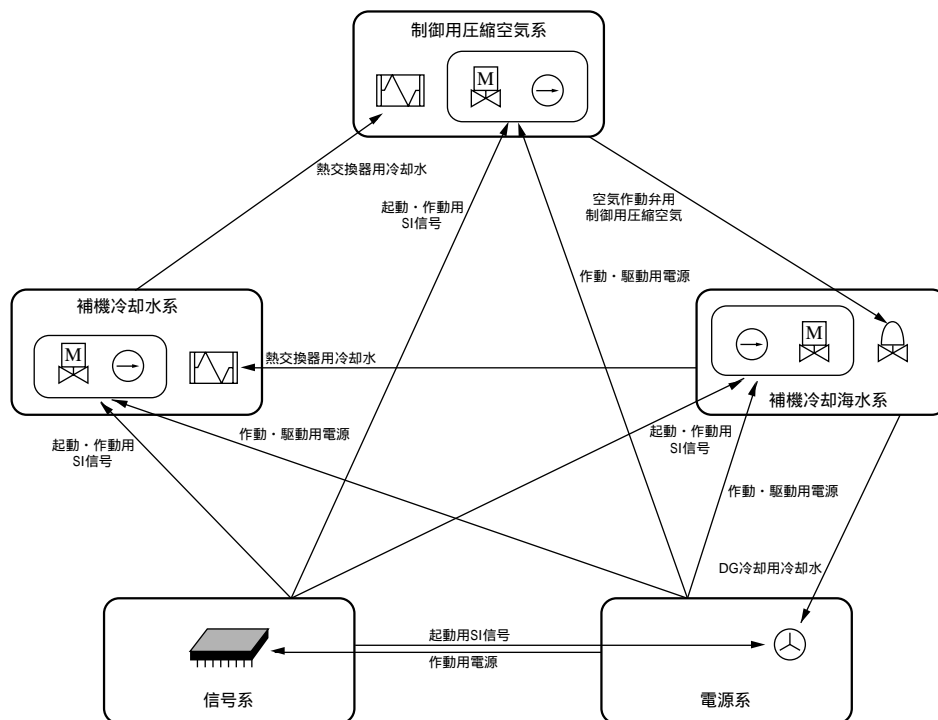 制御用圧縮空気系
M
熱交換器用冷却水
起動・作動用
SI信号
空気作動弁用
制御用圧縮空気
作動・駆動用電源
補機冷却水系
M
熱交換器用冷却水
M
補機冷却海水系
起動・作動用
SI信号
作動・駆動用電源
起動・作動用
SI信号
作動・駆動用電源
DG冷却用冷却水
起動用SI信号
作動用電源
信号系
電源系